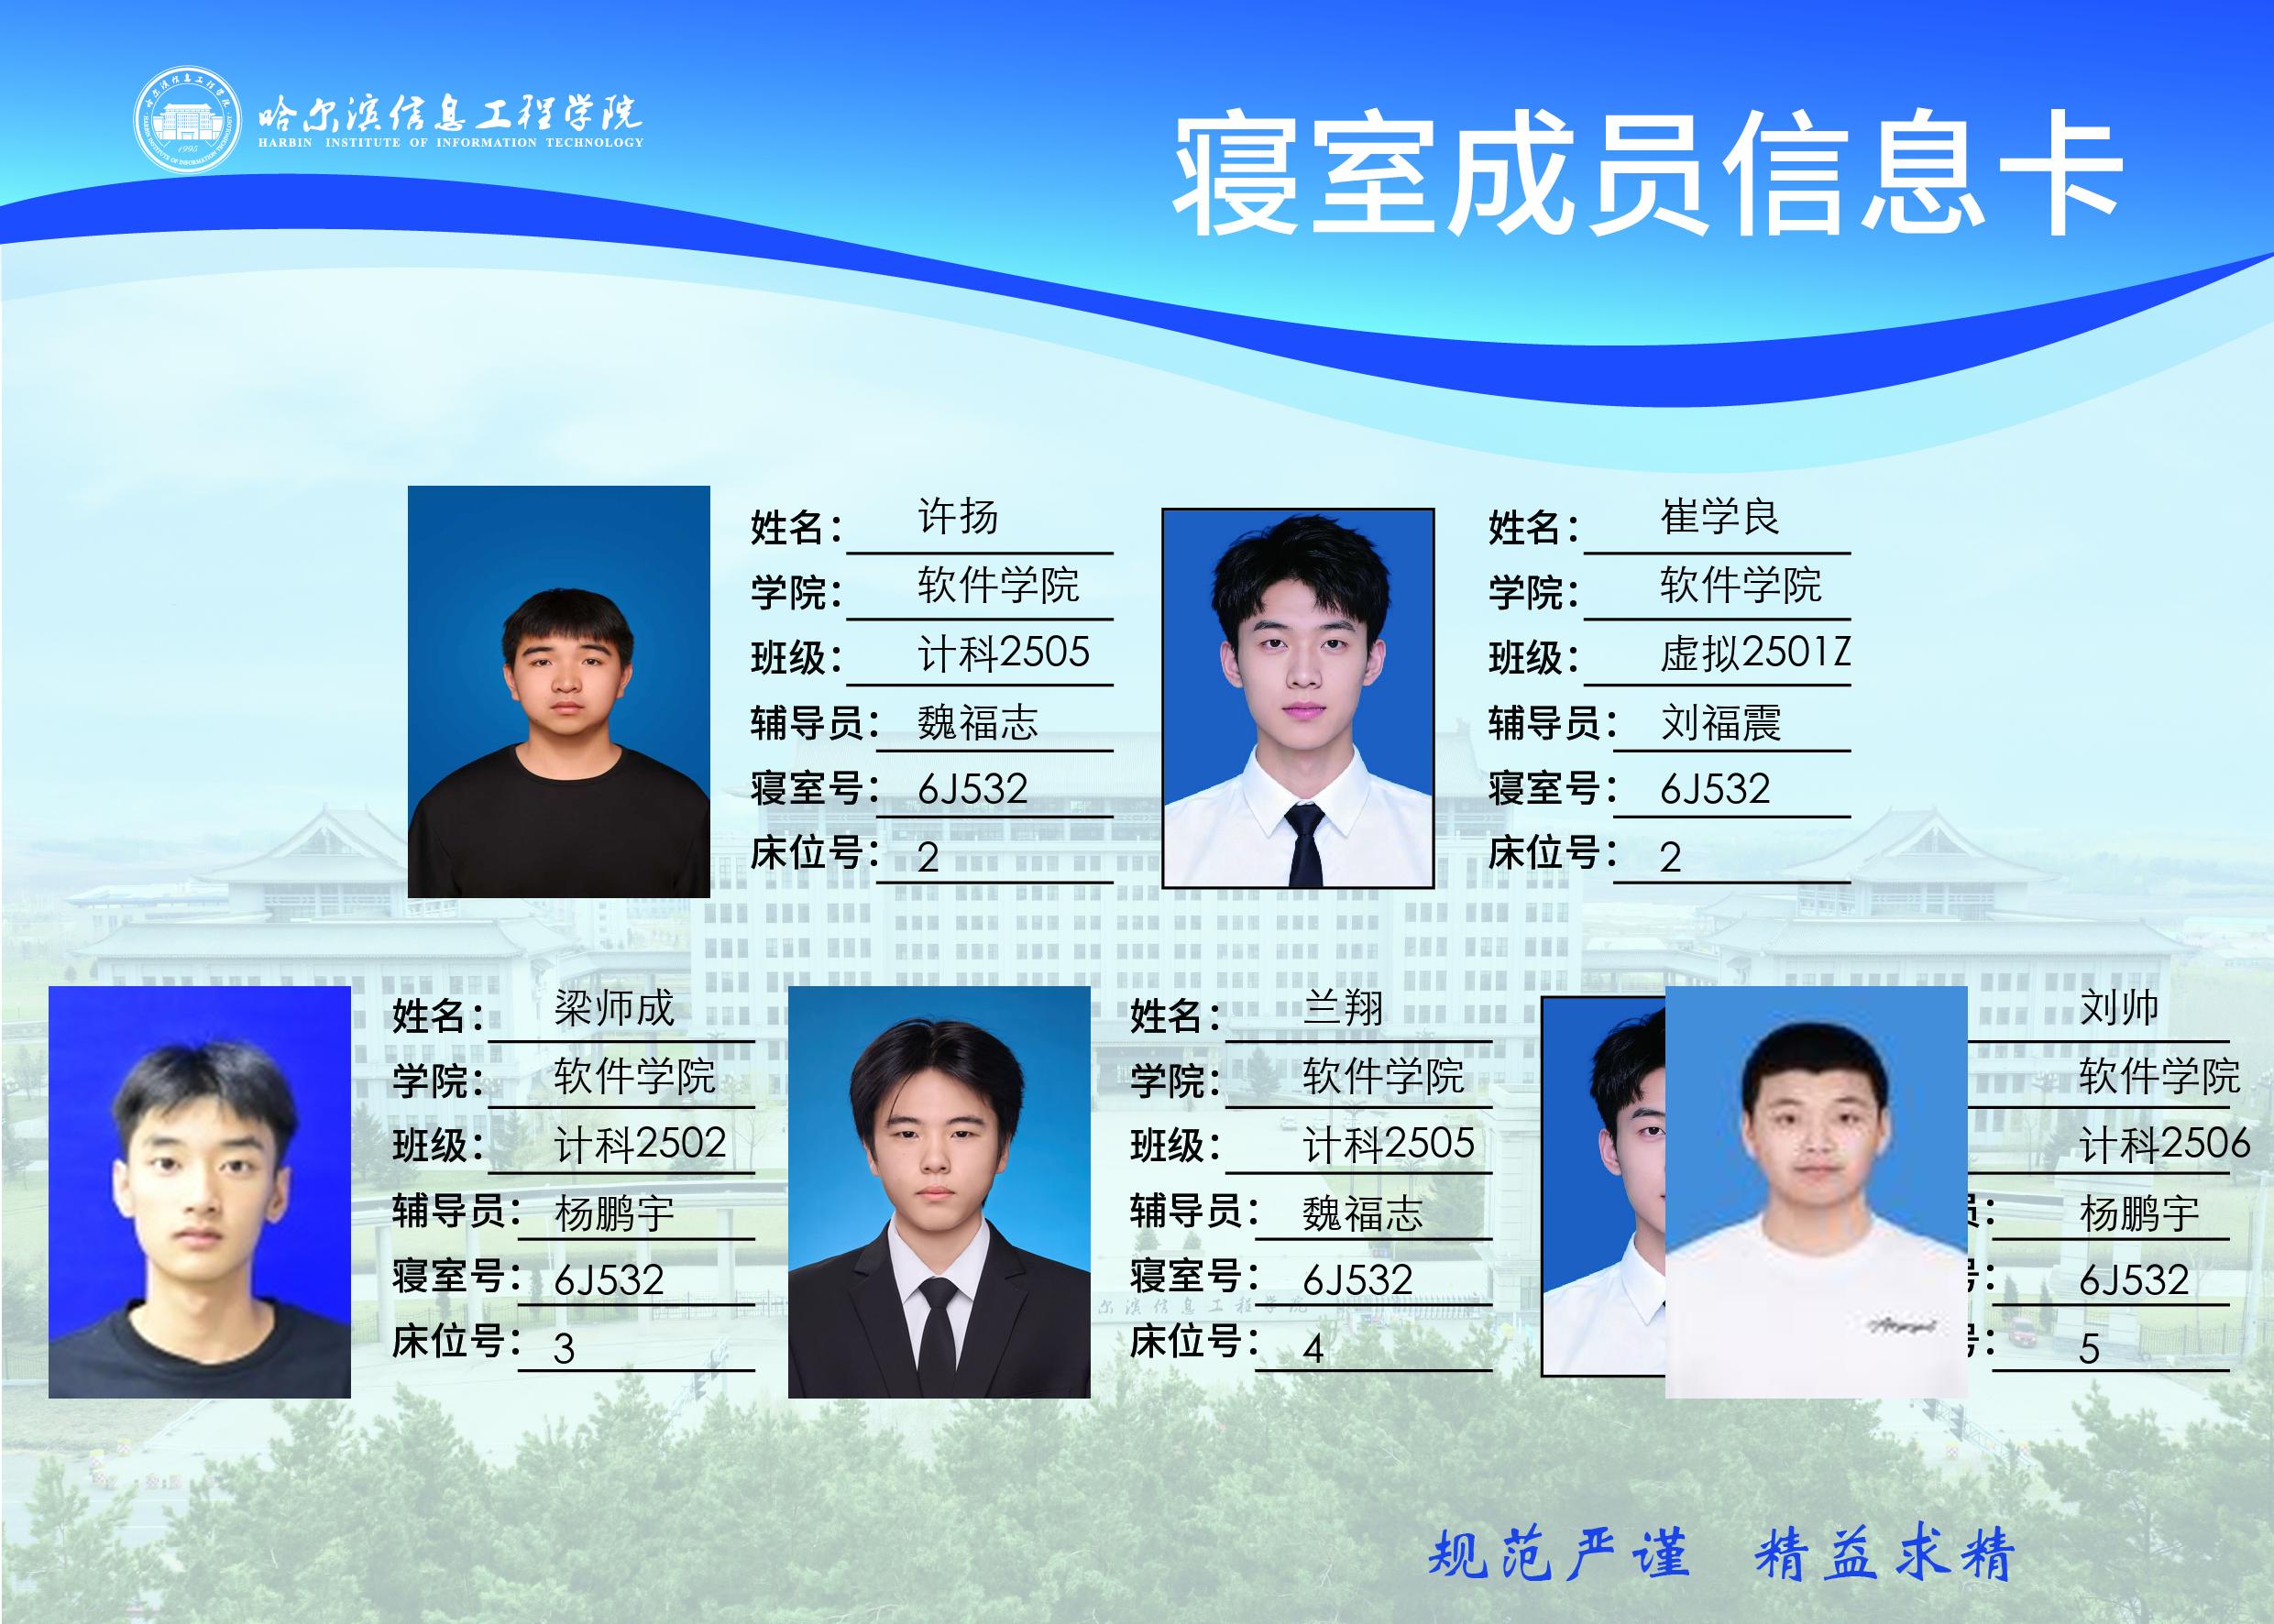 哈尔滨信息工程学院
HARBIN INSTITUTE OF INFORMATION TECHNOLOGY
1995
寝室成员信息卡
姓名： 许扬
学院： 软件学院
班级： 计科2505
辅导员： 魏福志
寝室号： 6J532
床位号： 2
姓名： 崔学良
学院： 软件学院
班级： 虚拟2501Z
辅导员： 刘福震
寝室号： 6J532
床位号： 2
姓名： 梁师成
学院： 软件学院
班级： 计科2502
辅导员： 杨鹏宇
寝室号： 6J532
床位号： 3
姓名： 兰翔
学院： 软件学院
班级： 计科2505
辅导员： 魏福志
寝室号： 6J532
床位号： 4
刘帅
软件学院
计科2506
员： 杨鹏宇
号： 6J532
号： 5
规范严谨 精益求精